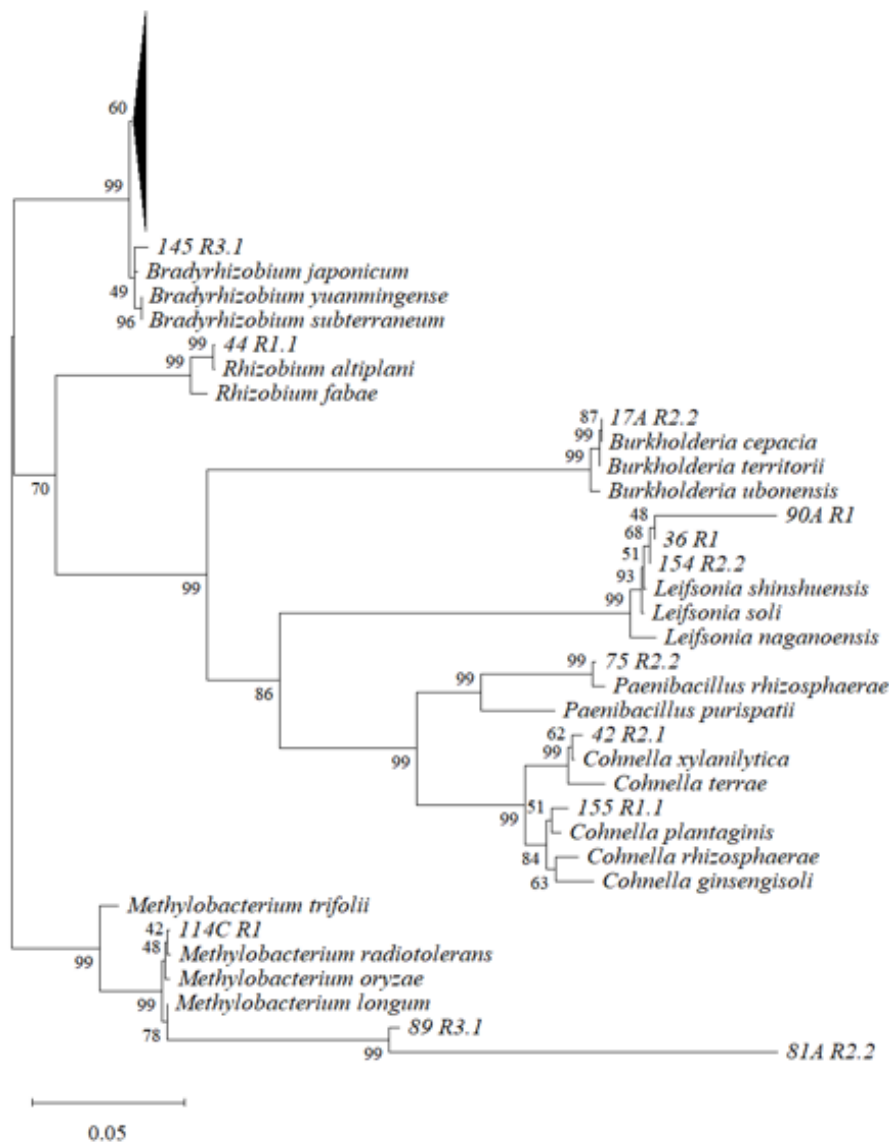 60
99
145 R3.1
Bradyrhizobium japonicum
49
Bradyrhizobium yuanmingense
96
Bradyrhizobium subterraneum
99
44 R1.1
99
Rhizobium altiplani
Rhizobium fabae
87
17A R2.2
99
Burkholderia cepacia
99
Burkholderia territorii
70
Burkholderia ubonensis
48
90A R1
68
36 R1
51
154 R2.2
99
93
Leifsonia shinshuensis
99
Leifsonia soli
Leifsonia naganoensis
99
75 R2.2
99
Paenibacillus rhizosphaerae
86
Paenibacillus purispatii
62
42 R2.1
99
99
Cohnella xylanilytica
Cohnella terrae
51
155 R1.1
99
Cohnella plantaginis
84
Cohnella rhizosphaerae
63
Cohnella ginsengisoli
Methylobacterium trifolii
42
114C R1
48
Methylobacterium radiotolerans
99
Methylobacterium oryzae
99
Methylobacterium longum
78
89 R3.1
99
81A R2.2
0.05